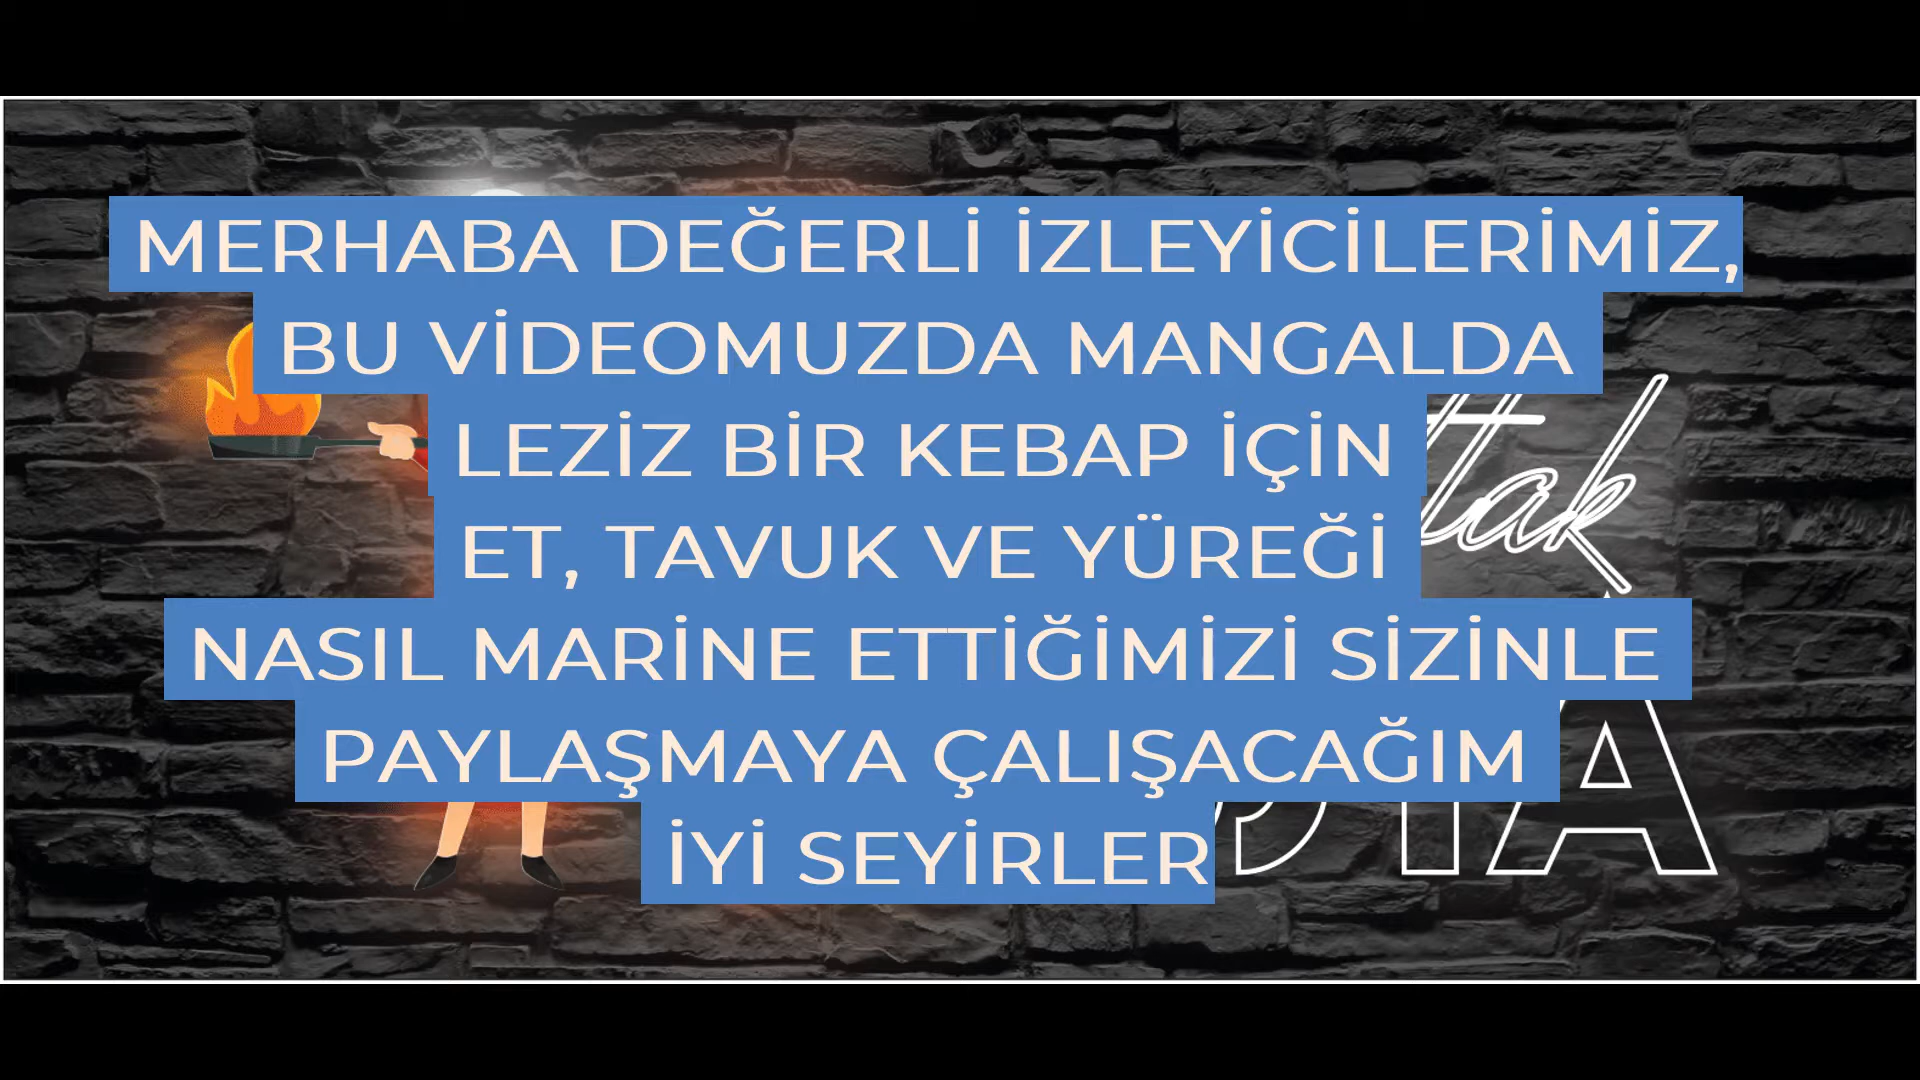 MERHABA DEĞERLİ İZLEYİCİLERİMİZ,
BU VİDEOMUZDA MANGALDA
LEZİZ BİR KEBAP İÇİN
ET, TAVUK VE YÜREĞİ
NASIL MARİNE ETTİĞİMİZİ SİZİNLE
PAYLAŞMAYA ÇALIŞACAĞIM
İYİ SEYİRLER